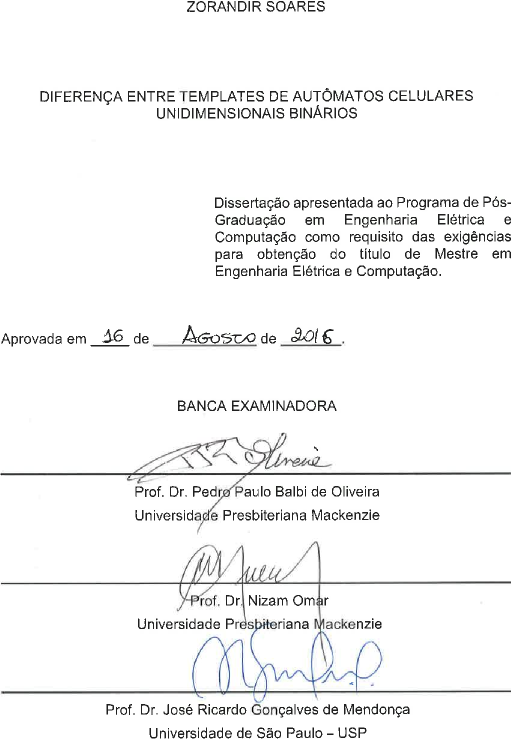 ZORANDIR SOARES
DIFERENÇA ENTRE TEMPLATES DE AUTÔMATOS CELULARES
UNIDIMENSIONAIS BINÁRIOS
Dissertação apresentada ao Programa de Pós-
Graduação em Engenharia Elétrica e
Computação como requisito das exigências
para obtenção do título de Mestre em
Engenharia Elétrica e Computação.
Aprovada em 16 de AGOSTO de 2016.
BANCA EXAMINADORA
Prof. Dr. Pedro Paulo Balbi de Oliveira
Universidade Presbiteriana Mackenzie
Prof. Dr. Nizam Omar
Universidade Presbiteriana Mackenzie
Prof. Dr. José Ricardo Gonçalves de Mendonça
Universidade de São Paulo – USP